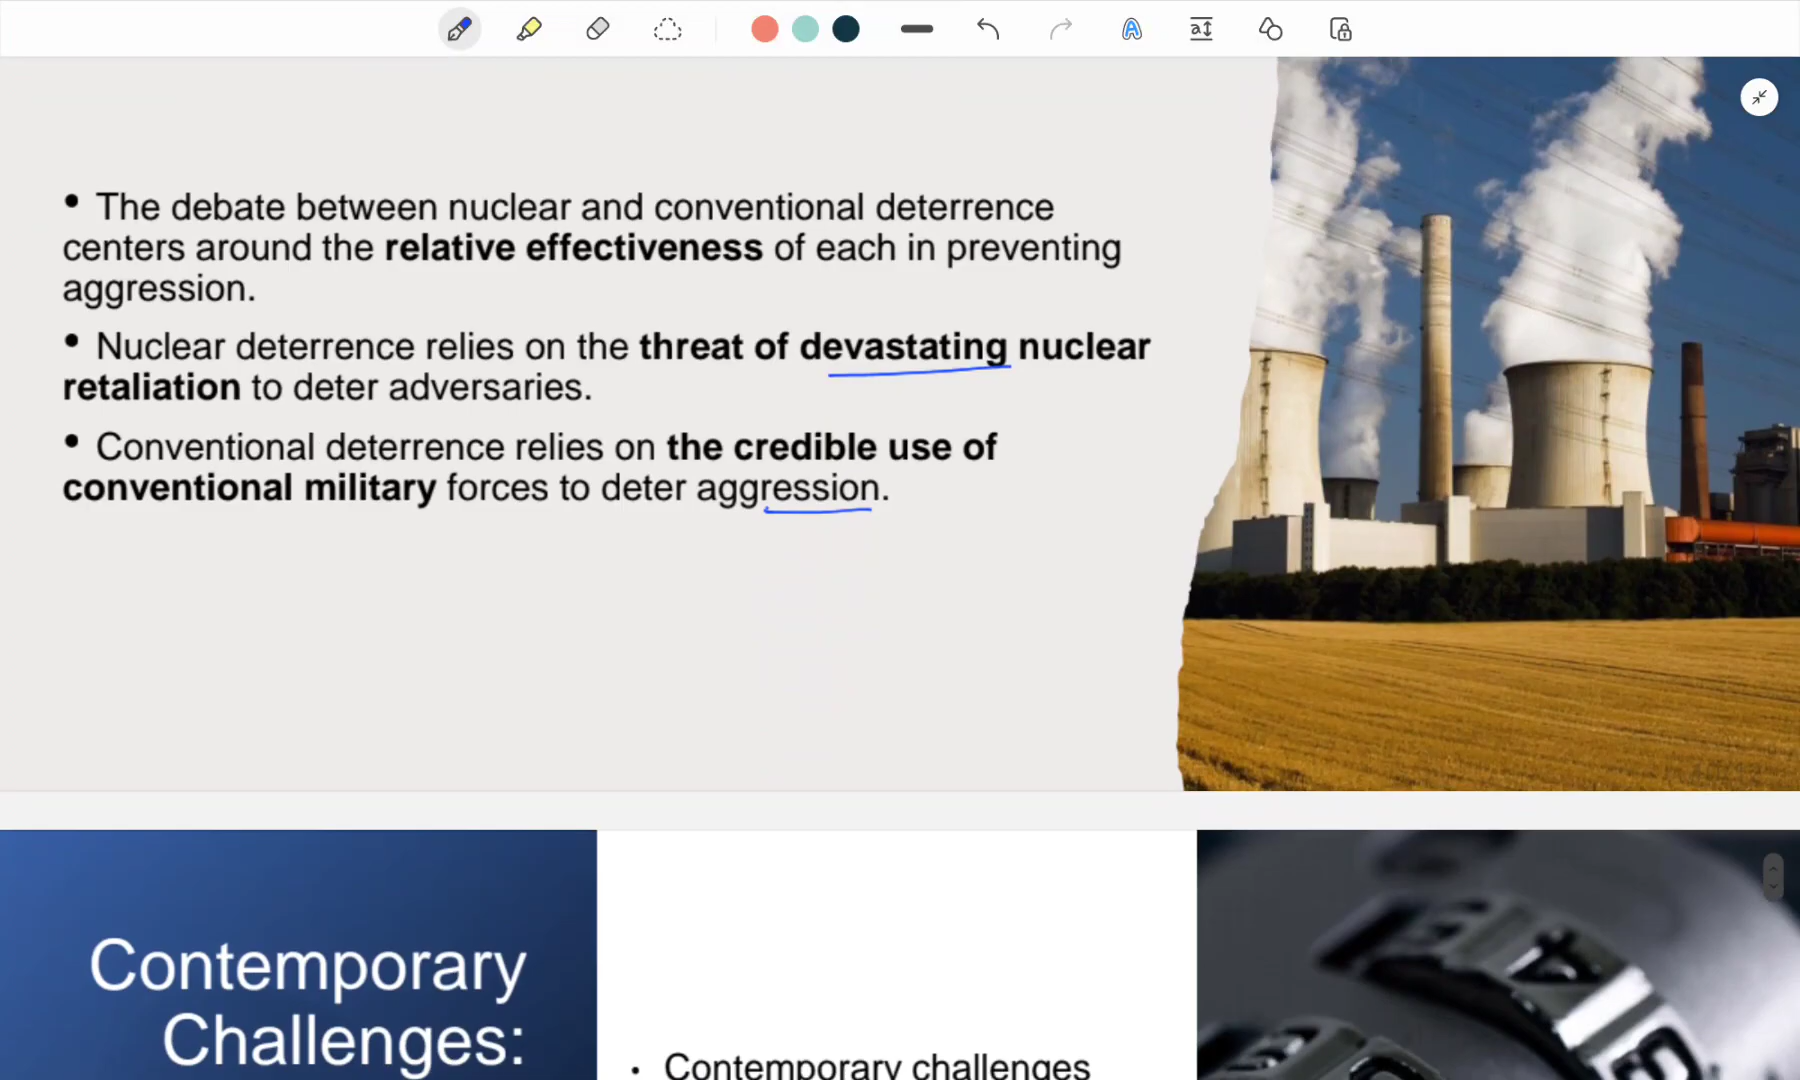 • The debate between nuclear and conventional deterrence
centers around the relative effectiveness of each in preventing
aggression.
• Nuclear deterrence relies on the threat of devastating nuclear
retaliation to deter adversaries.
• Conventional deterrence relies on the credible use of
conventional military forces to deter aggression.
Contemporary
Challenges:
• Contemporary challenges